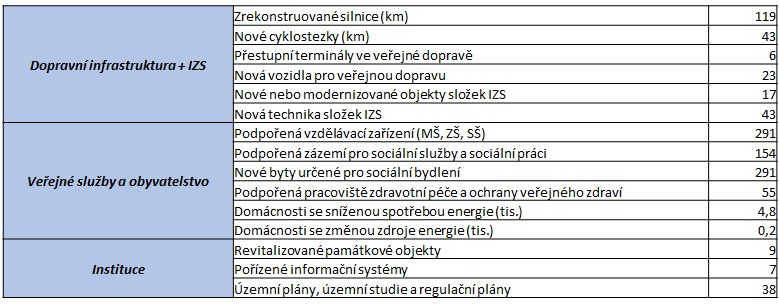 Dopravní infrastruktura + IZS
Zrekonstruované silnice (km) 119
Nové cyklostezky (km) 43
Přestupní terminály ve veřejné dopravě 6
Nová vozidla pro veřejnou dopravu 23
Nové nebo modernizované objekty složek IZS 17
Nová technika složek IZS 43
Veřejné služby a obyvatelstvo
Podpořená vzdělávací zařízení (MŠ, ZŠ, SŠ) 291
Podpořená zázemí pro sociální služby a sociální práci 154
Nové byty určené pro sociální bydlení 291
Podpořená pracoviště zdravotní péče a ochrany veřejného zdraví 55
Domácnosti se sníženou spotřebou energie (tis.) 4,8
Domácnosti se změnou zdroje energie (tis.) 0,2
Instituce
Revitalizované památkové objekty 9
Pořízené informační systémy 7
Územní plány, územní studie a regulační plány 38